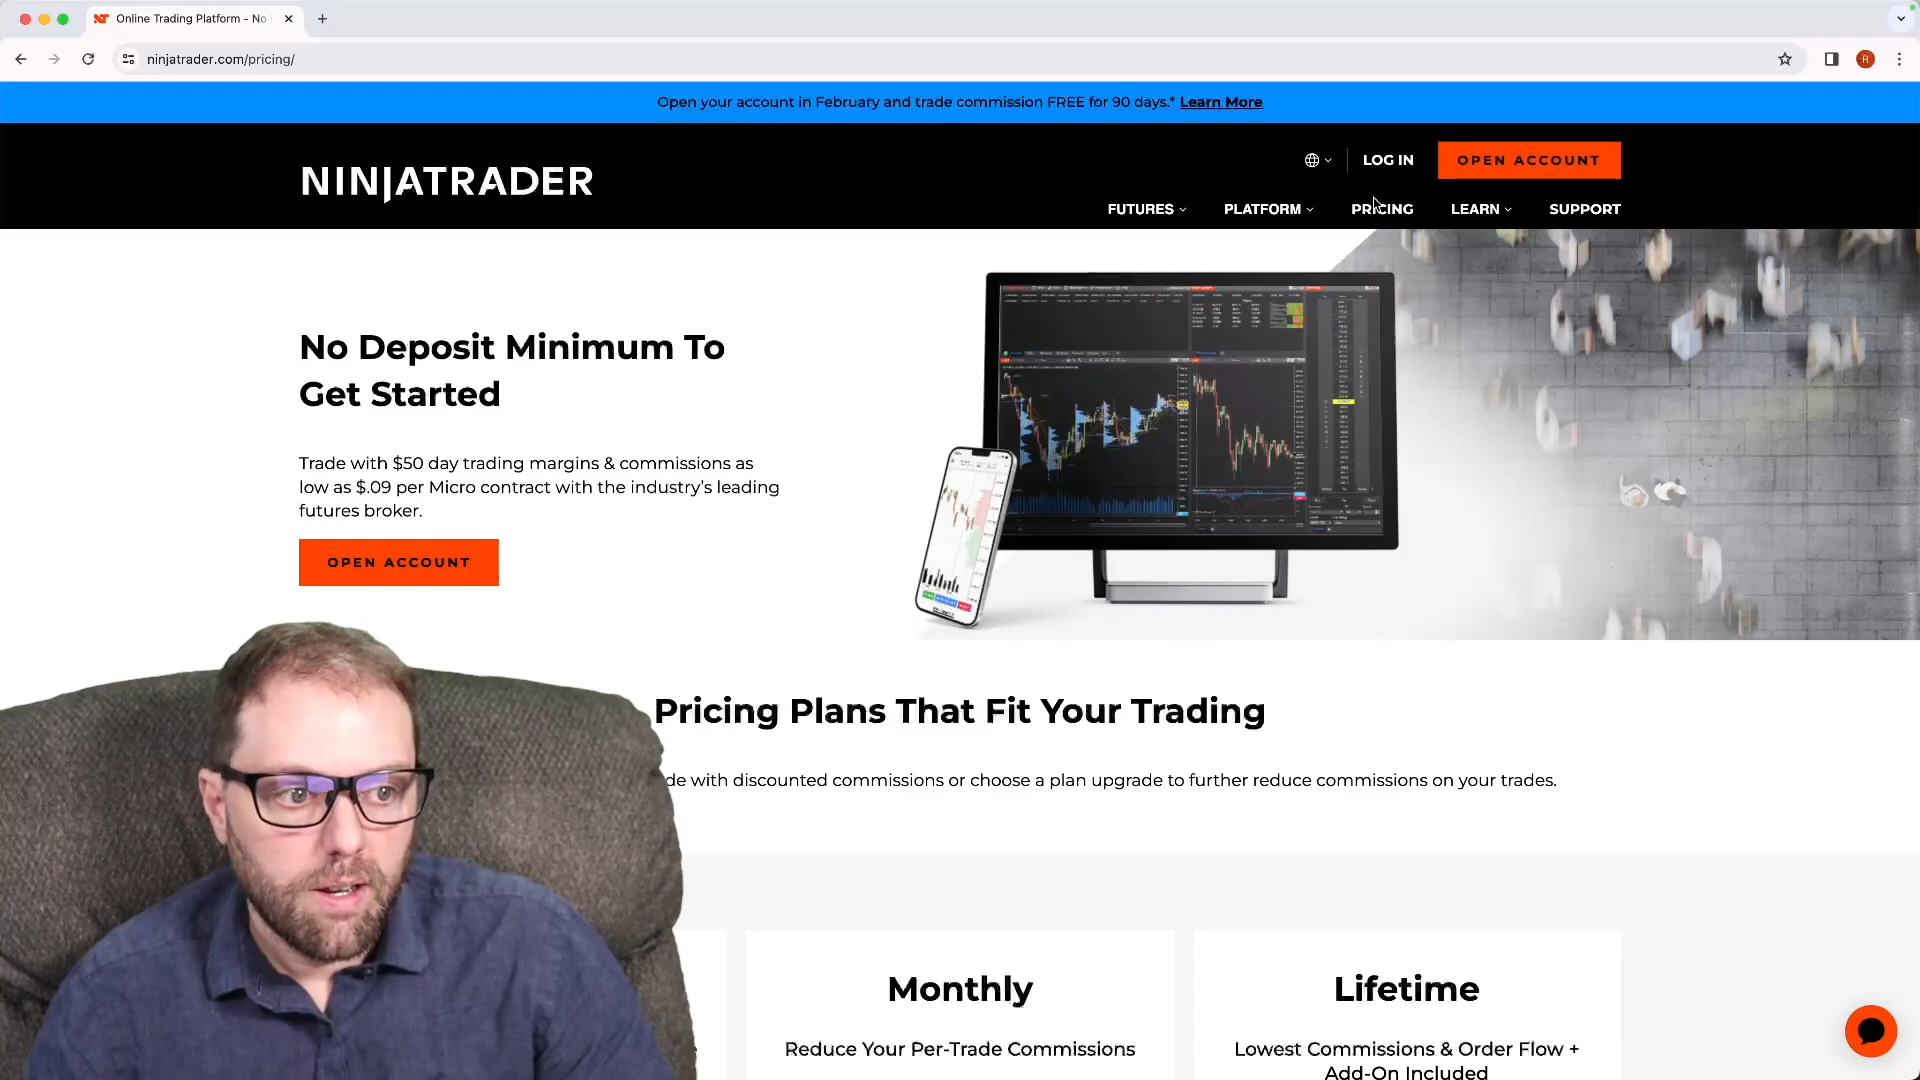 Online Trading Platform - No
ninjatrader.com/pricing/
R
Open your account in February and trade commission FREE for 90 days.* Learn More
NINJATRADER
LOG IN
OPEN ACCOUNT
FUTURES
PLATFORM
PRICING
LEARN
SUPPORT
No Deposit Minimum To
Get Started
Trade with $50 day trading margins & commissions as
low as $.09 per Micro contract with the industry's leading
futures broker.
OPEN ACCOUNT
Pricing Plans That Fit Your Trading
de with discounted commissions or choose a plan upgrade to further reduce commissions on your trades.
Monthly
Lifetime
Reduce Your Per-Trade Commissions
Lowest Commissions & Order Flow +
Add-On Included